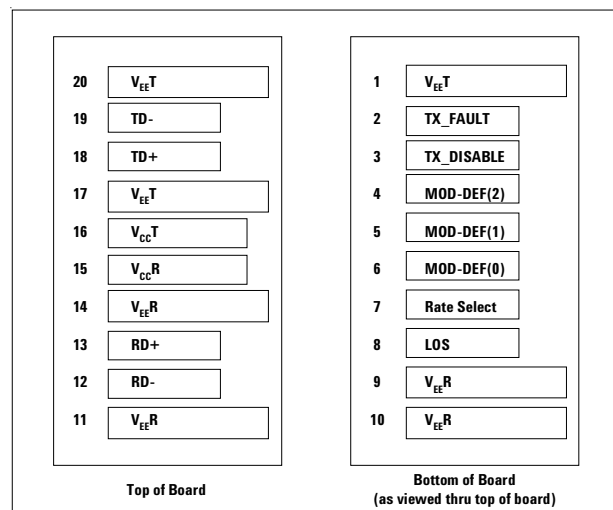 20 VEET
19 TD-
18 TD+
17 VEET
16 VCCT
15 VCCR
14 VEER
13 RD+
12 RD-
11 VEER
Top of Board
1 VEET
2 TX_FAULT
3 TX_DISABLE
4 MOD-DEF(2)
5 MOD-DEF(1)
6 MOD-DEF(0)
7 Rate Select
8 LOS
9 VEER
10 VEER
Bottom of Board
(as viewed thru top of board)